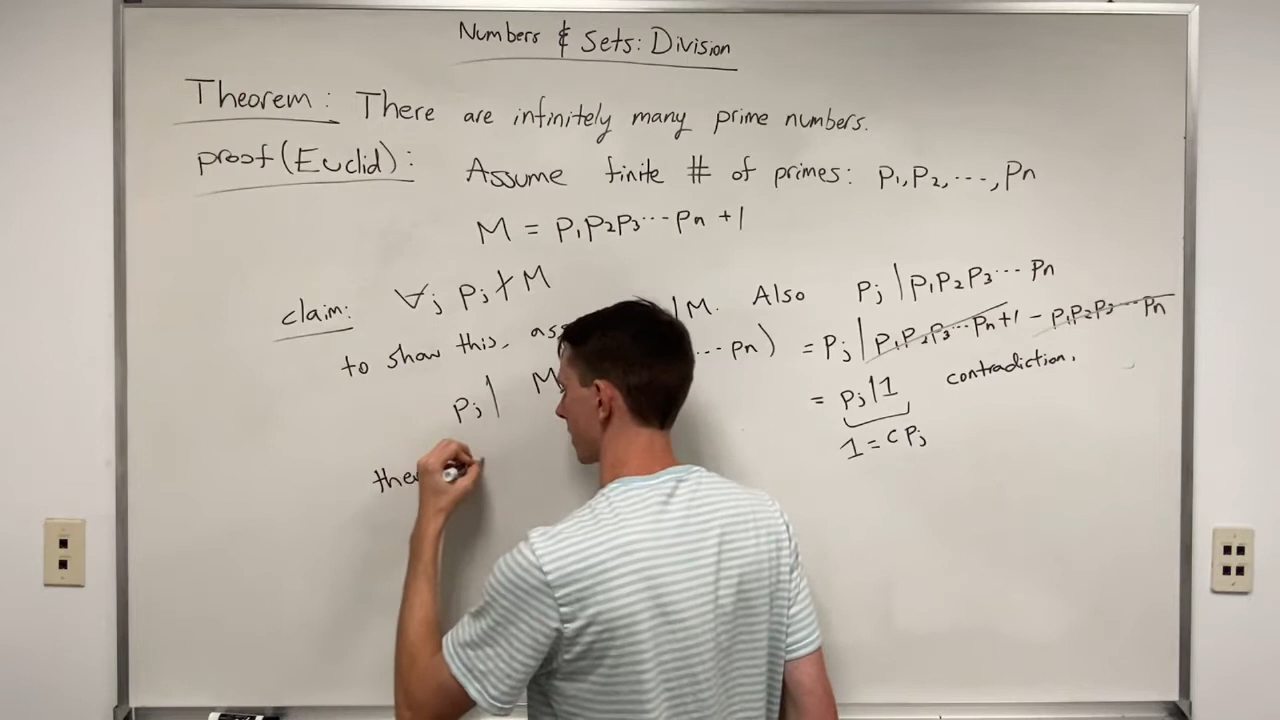 Numbers & Sets: Division
Theorem: There are infinitely many prime numbers.
proof (Euclid): Assume finite # of primes: p₁, p₂, ..., pₙ
M = p₁p₂p₃...pₙ + 1
claim: ∀j pj ∤ M
to show this, |M. Also pj | p₁p₂p₃...pₙ
pj | M ...pₙ) = pj | p₁p₂p₃...pₙ+1 - p₁p₂p₃...pₙ
= pj | 1 contradiction.
1 = c pj